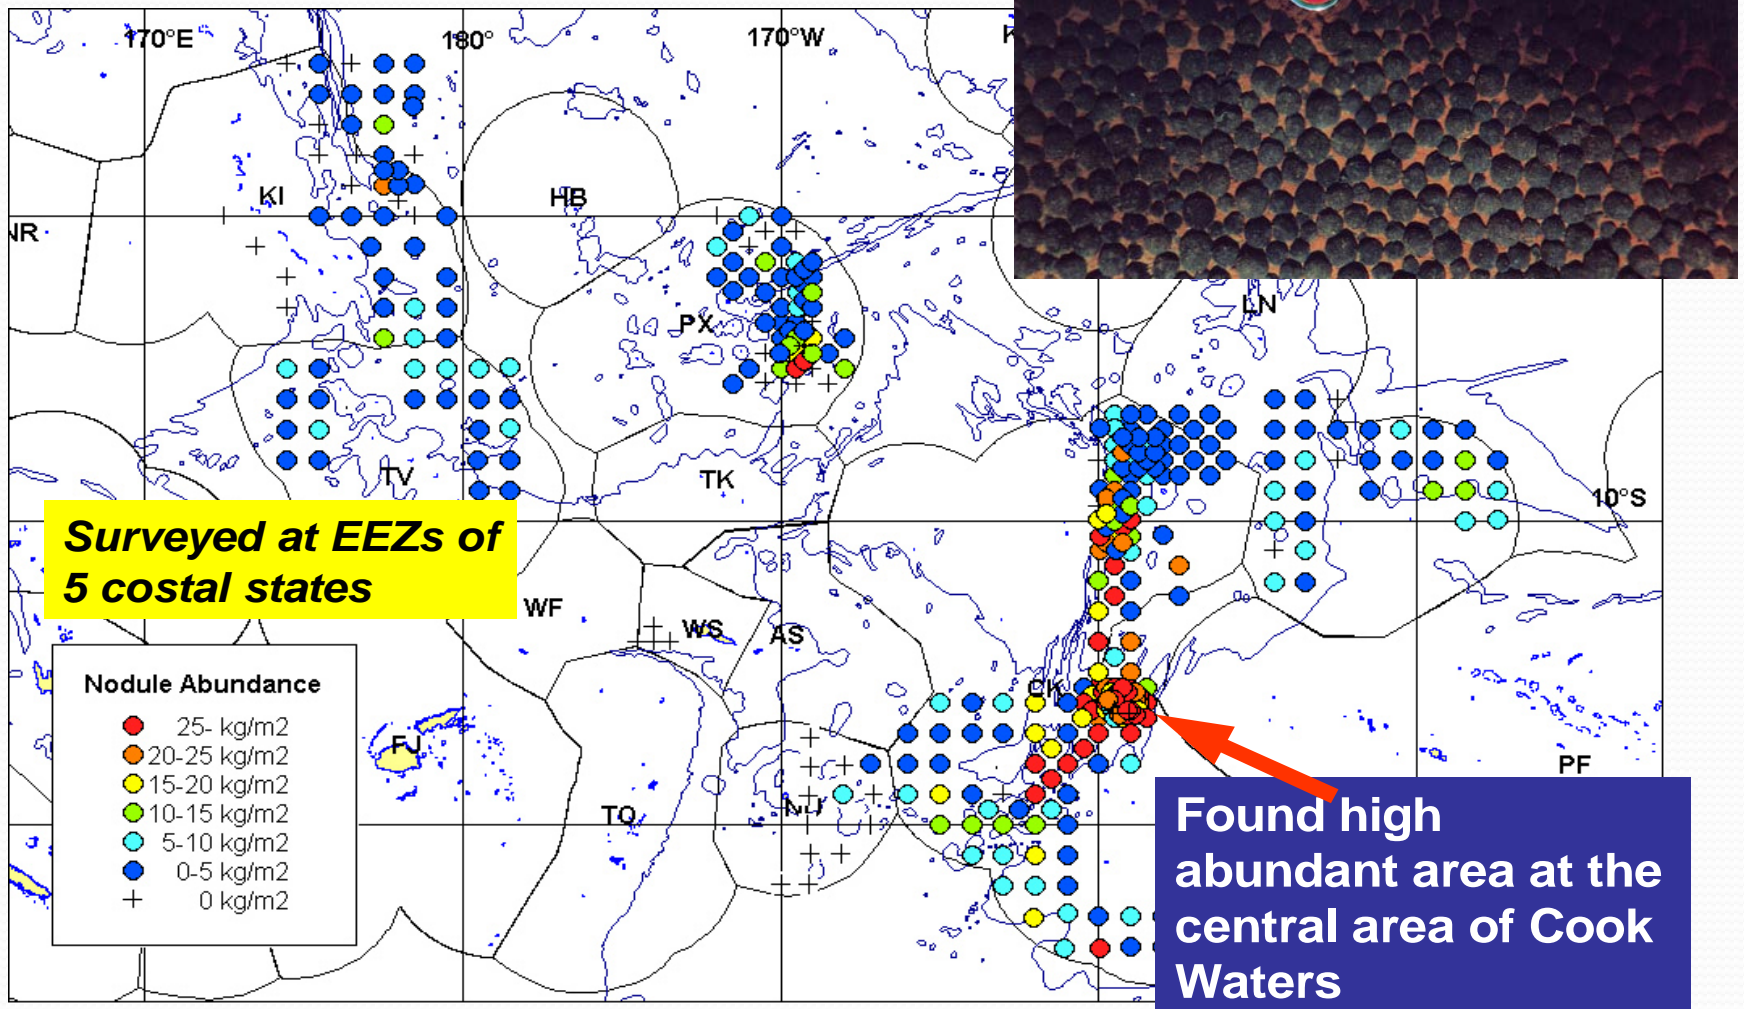 170°E
180°
170°W
K
KI
HB
NR
PX
LN
TV
TK
10°S
Surveyed at EEZs of
5 costal states
WF
WS
AS
CK
FJ
TO
NU
PF
Nodule Abundance
25- kg/m2
20-25 kg/m2
15-20 kg/m2
10-15 kg/m2
5-10 kg/m2
0-5 kg/m2
0 kg/m2
Found high
abundant area at the
central area of Cook
Waters